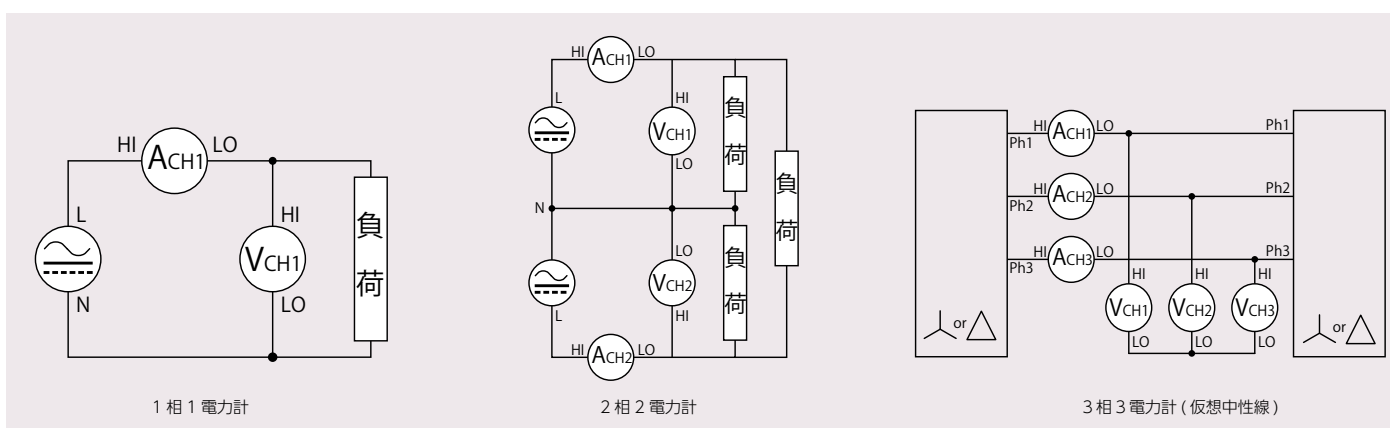 HI
ACH1
LO
L
HI
VCH1
負荷
N
LO
1相1電力計
HI
ACH1
LO
L
HI
VCH1
LO
負荷
負荷
N
LO
VCH2
HI
負荷
L
HI
ACH2
LO
2相2電力計
HI
ACH1
LO
Ph1
Ph1
HI
ACH2
LO
Ph2
Ph2
HI
ACH3
LO
Ph3
Ph3
HI
HI
HI
VCH1
VCH2
VCH3
LO
LO
LO
or
or
3相3電力計(仮想中性線)